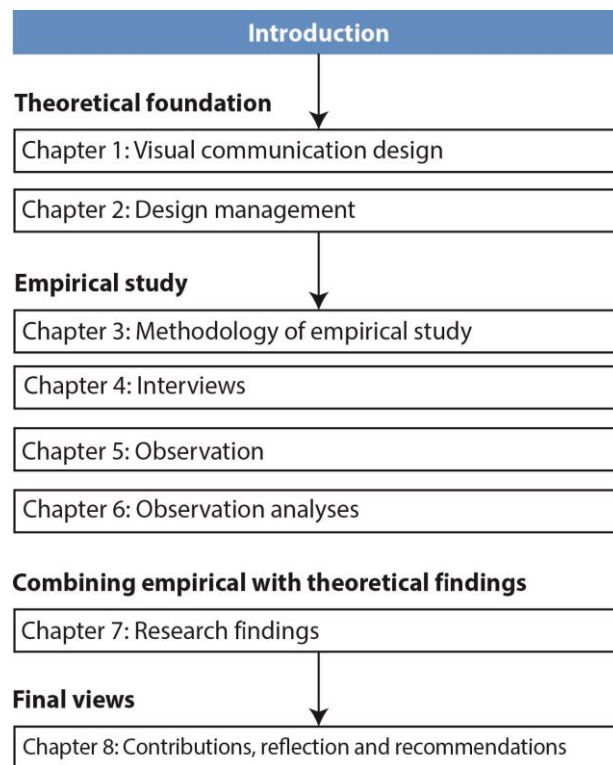 Introduction
Theoretical foundation
Chapter 1: Visual communication design
Chapter 2: Design management
Empirical study
Chapter 3: Methodology of empirical study
Chapter 4: Interviews
Chapter 5: Observation
Chapter 6: Observation analyses
Combining empirical with theoretical findings
Chapter 7: Research findings
Final views
Chapter 8: Contributions, reflection and recommendations